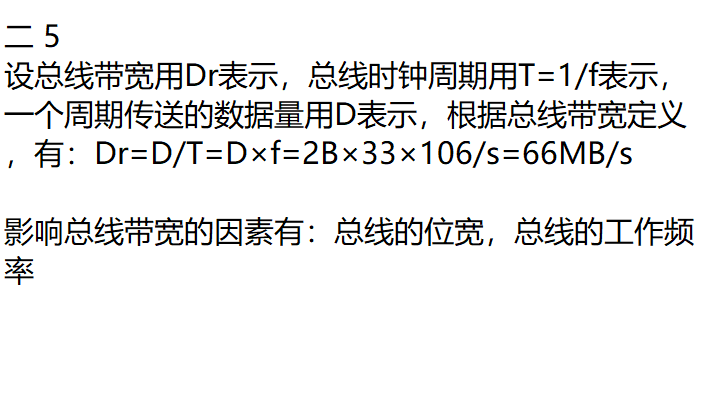 二 5
设总线带宽用Dr表示，总线时钟周期用T=1/f表示，
一个周期传送的数据量用D表示，根据总线带宽定义
，有：Dr=D/T=D×f=2B×33×106/s=66MB/s
影响总线带宽的因素有：总线的位宽，总线的工作频
率